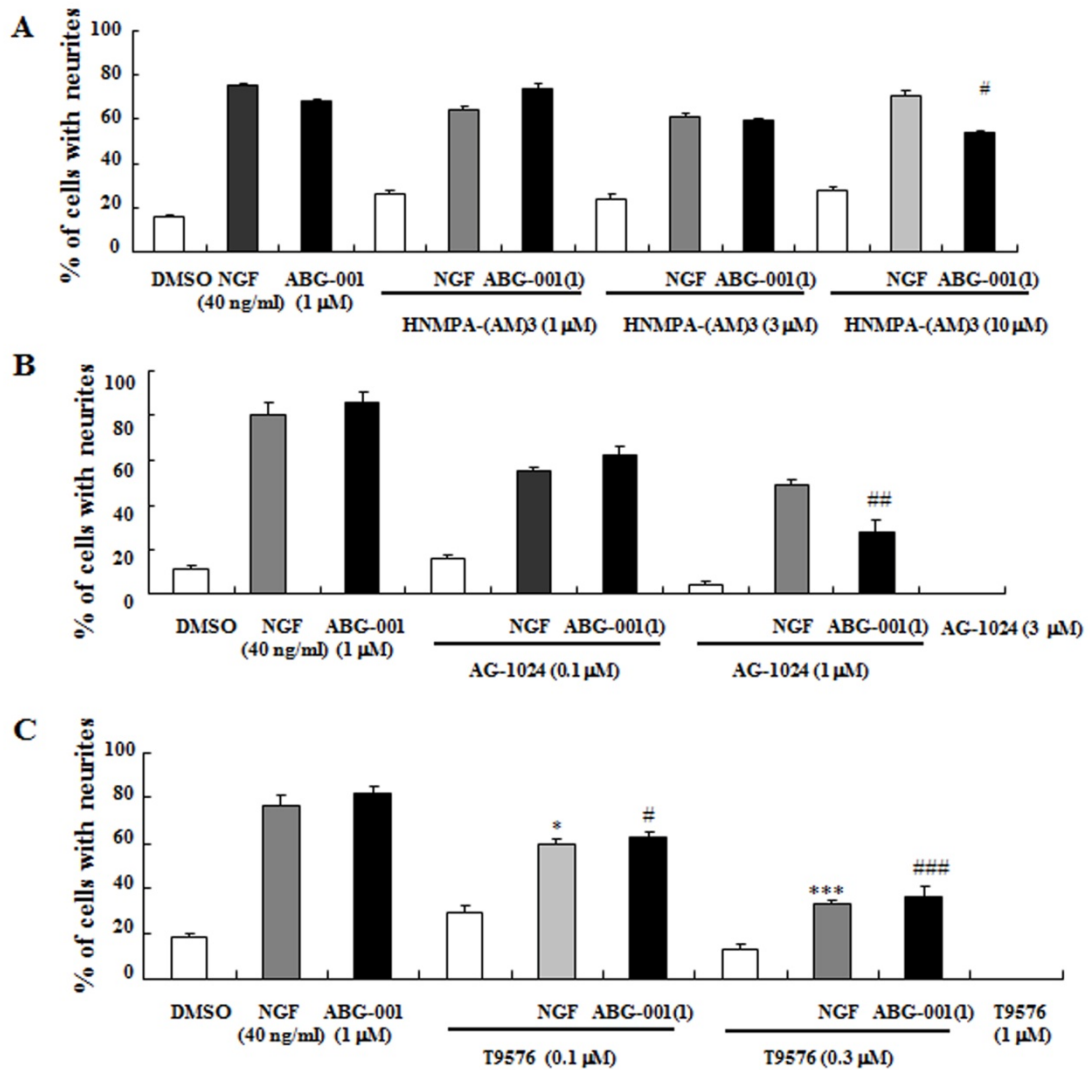 A
% of cells with neurites
100
80
60
40
20
0
#
DMSO NGF ABG-001 NGF ABG-001(1) NGF ABG-001(1) NGF ABG-001(1)
(40 ng/ml) (1 μM)
HNMPA-(AM)3 (1 μM) HNMPA-(AM)3 (3 μM) HNMPA-(AM)3 (10 μM)
B
% of cells with neurites
100
80
60
40
20
0
##
DMSO NGF ABG-001 NGF ABG-001(1) NGF ABG-001(1) AG-1024 (3 μM)
(40 ng/ml) (1 μM)
AG-1024 (0.1 μM) AG-1024 (1 μM)
C
% of cells with neurites
100
80
60
40
20
0
* #
*** ###
DMSO NGF ABG-001 NGF ABG-001(1) NGF ABG-001(1) T9576
(40 ng/ml) (1 μM) (1 μM)
T9576 (0.1 μM) T9576 (0.3 μM)